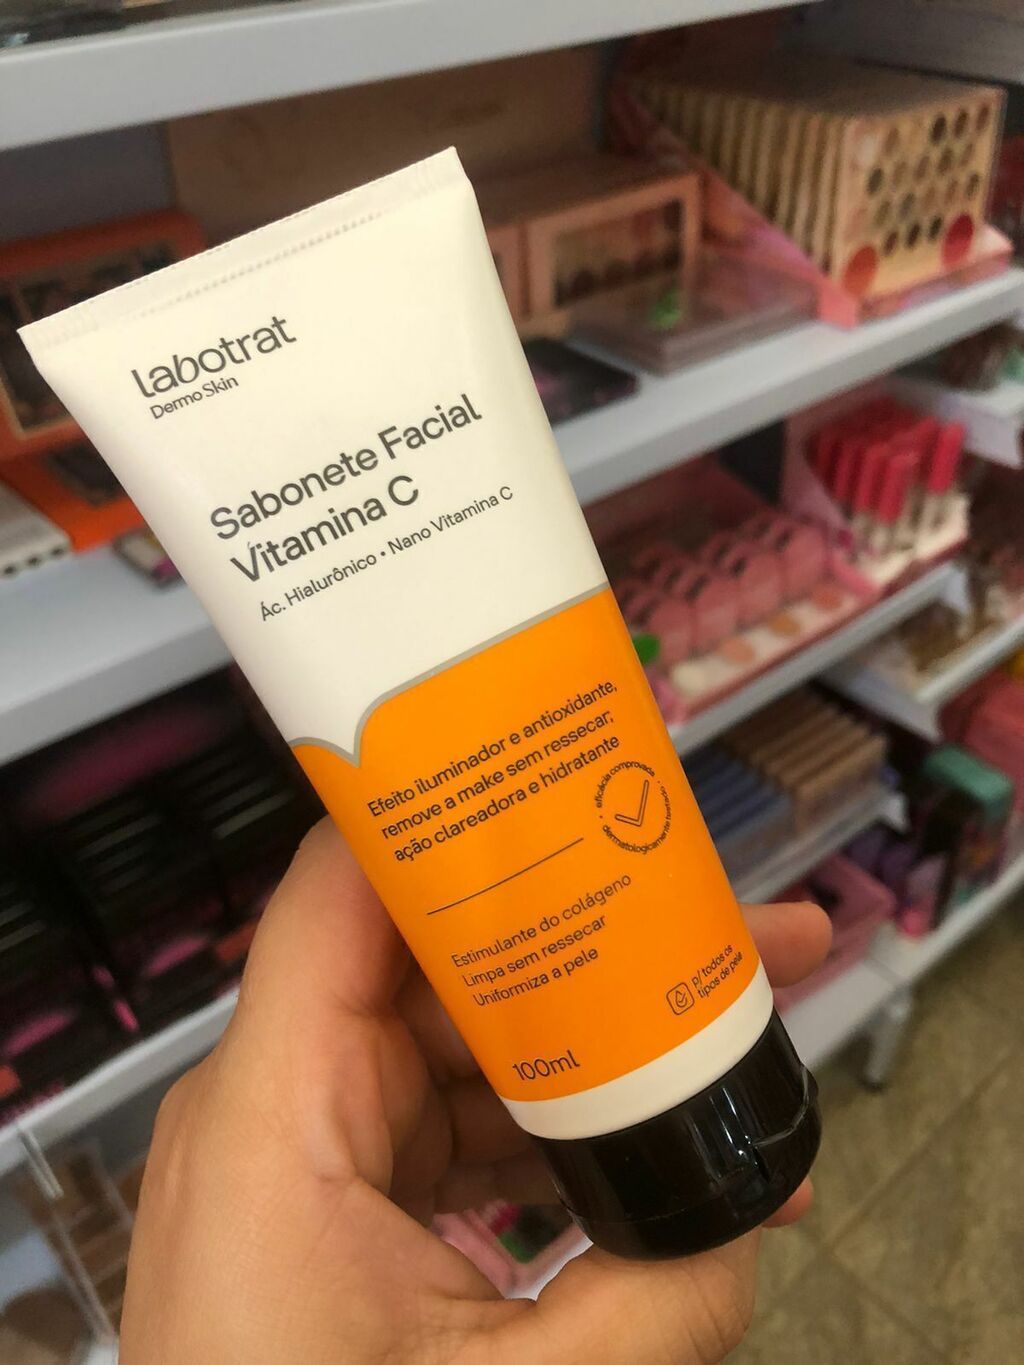 labotrat
Dermo Skin
Sabonete Facial
Vitamina C
Ác. Hialurônico • Nano Vitamina C
Efeito iluminador e antioxidante,
remove a make sem ressecar;
ação clareadora e hidratante
eficácia comprovada
dermatologicamente testado
Estimulante do colágeno
Limpa sem ressecar
Uniformiza a pele
p/ todos os
tipos de pele
100ml